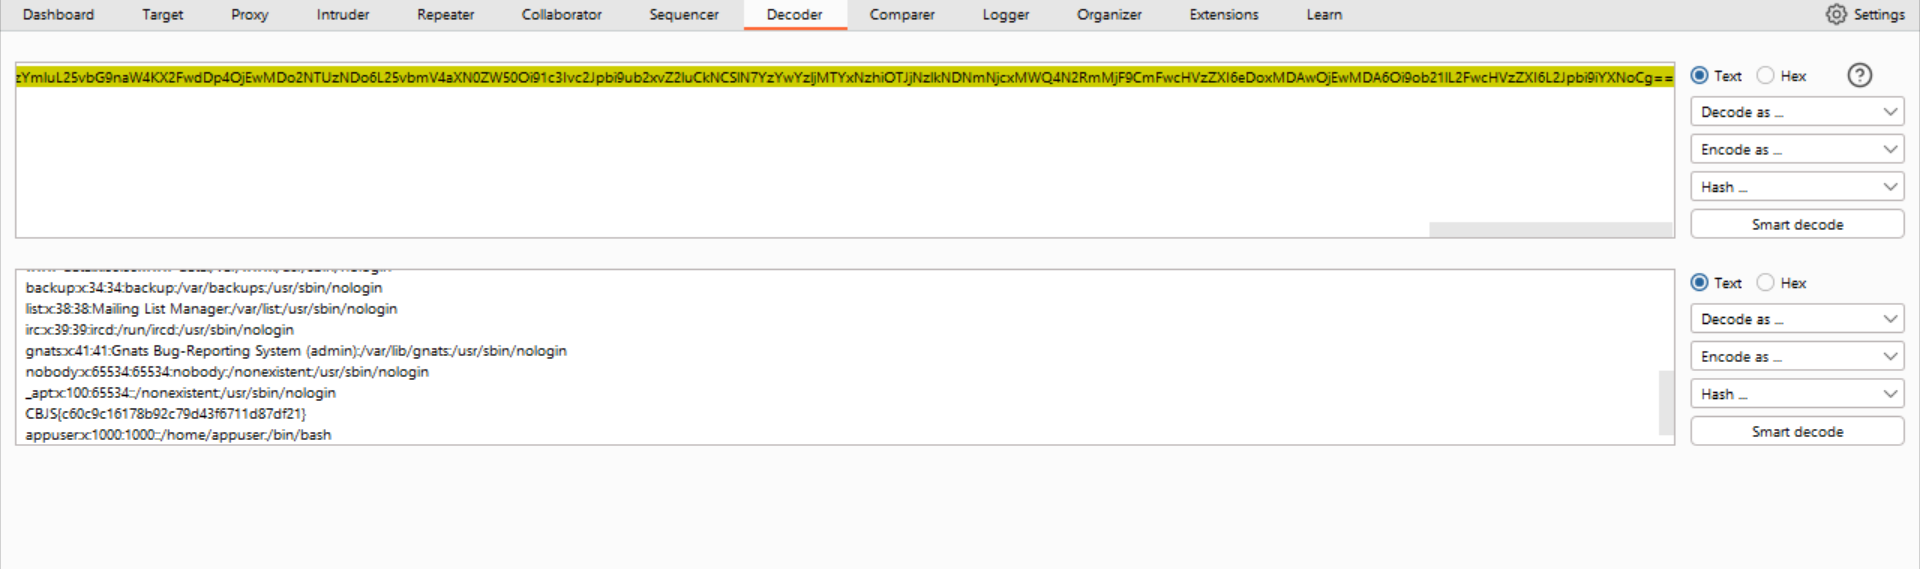 Dashboard Target Proxy Intruder Repeater Collaborator Sequencer Decoder Comparer Logger Organizer Extensions Learn Settings
zYmluL25vbG9naW4KX2FwdDp4OjEwMDo2NTUzNDo6L25vbmV4aXN0ZW50Oi91c3Ivc2Jpbi9ub2xvZ2luCkNCSlN7YzYwYzljMTYxNzhiOTJjNzlkNDNmNjcxMWQ4N2RmMjF9CmFwcHVzZXI6eDoxMDAwOjEwMDA6Oi9ob21lL2FwcHVzZXI6L2Jpbi9iYXNoCg==
Text Hex ?
Decode as ...
Encode as ...
Hash ...
Smart decode
backup:x:34:34:backup:/var/backups:/usr/sbin/nologin
list:x:38:38:Mailing List Manager:/var/list:/usr/sbin/nologin
irc:x:39:39:ircd:/run/ircd:/usr/sbin/nologin
gnats:x:41:41:Gnats Bug-Reporting System (admin):/var/lib/gnats:/usr/sbin/nologin
nobody:x:65534:65534:nobody:/nonexistent:/usr/sbin/nologin
_apt:x:100:65534::/nonexistent:/usr/sbin/nologin
CBJS{c60c9c16178b92c79d43f6711d87df21}
appuser:x:1000:1000::/home/appuser:/bin/bash
Text Hex
Decode as ...
Encode as ...
Hash ...
Smart decode